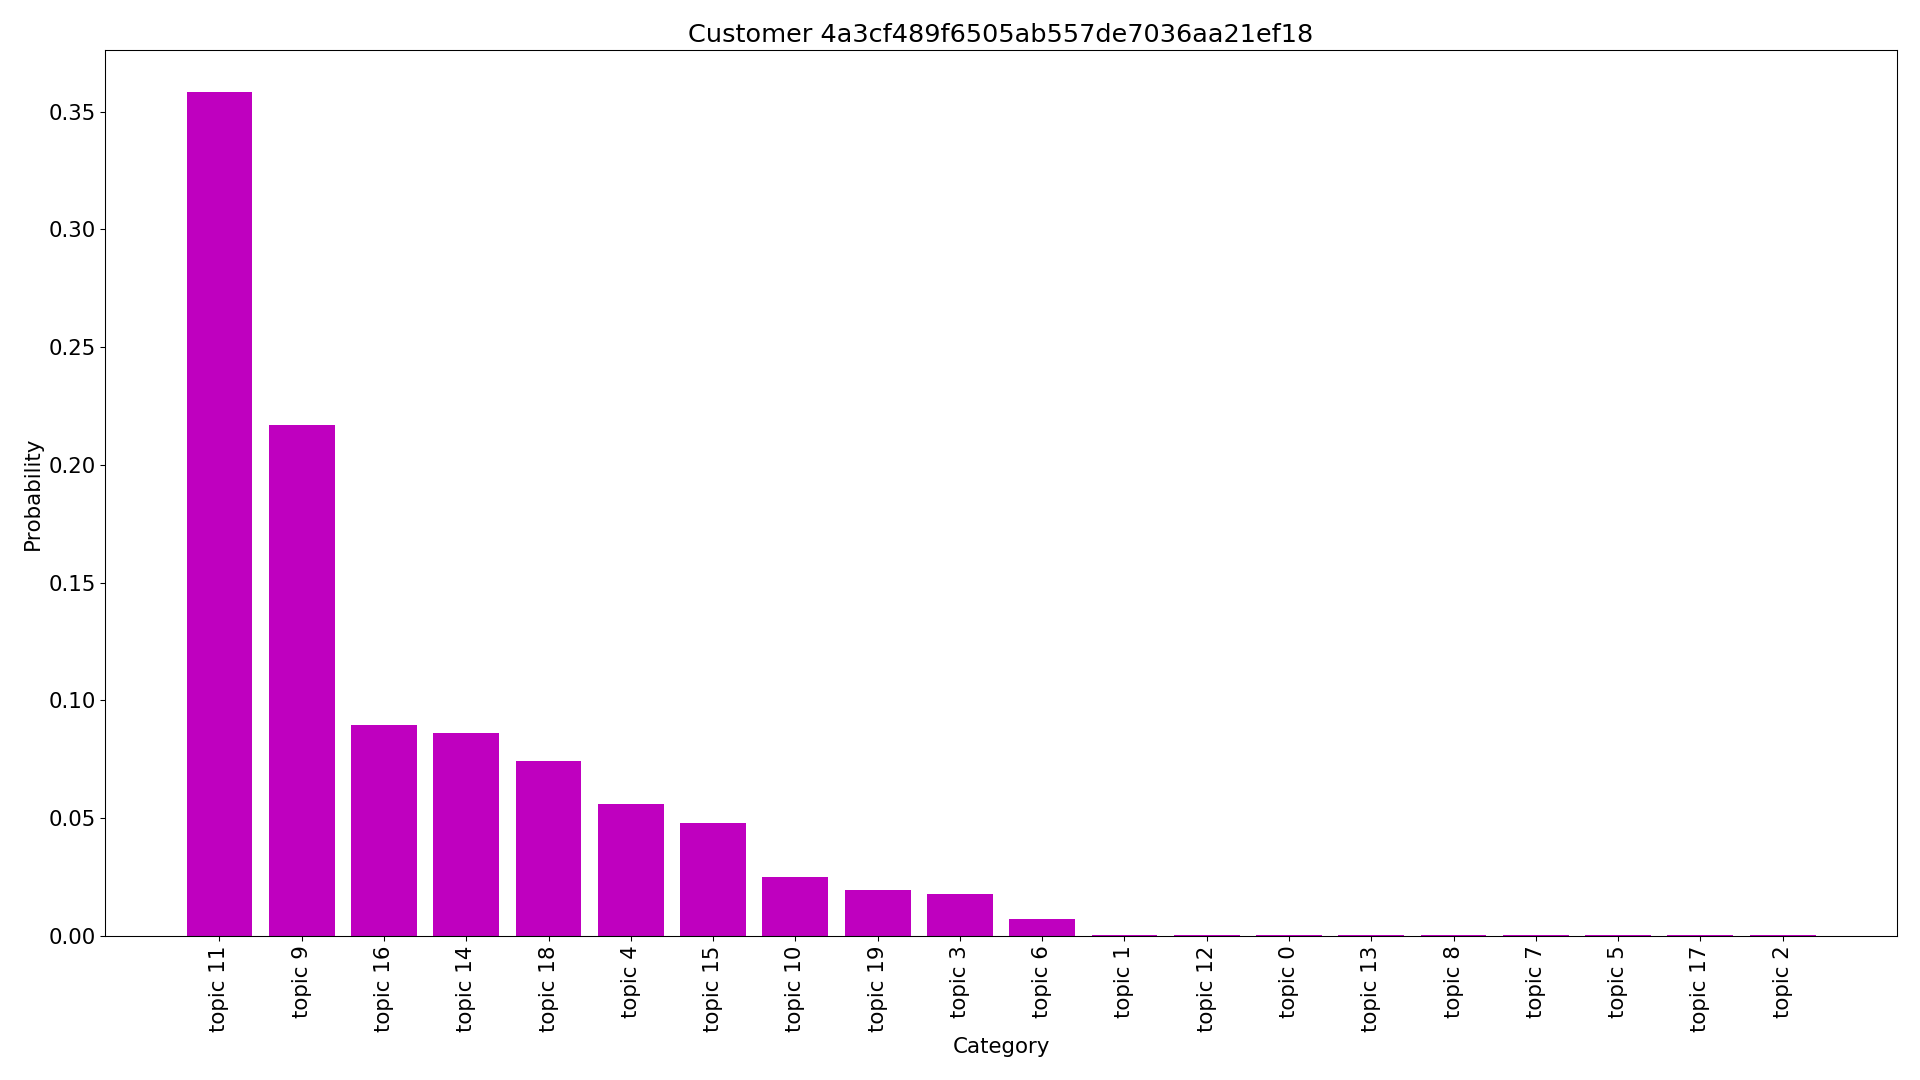 Customer 4a3cf489f6505ab557de7036aa21ef18
Probability
0.35
0.30
0.25
0.20
0.15
0.10
0.05
0.00
topic 11
topic 9
topic 16
topic 14
topic 18
topic 4
topic 15
topic 10
topic 19
topic 3
topic 6
topic 1
topic 12
topic 0
topic 13
topic 8
topic 7
topic 5
topic 17
topic 2
Category